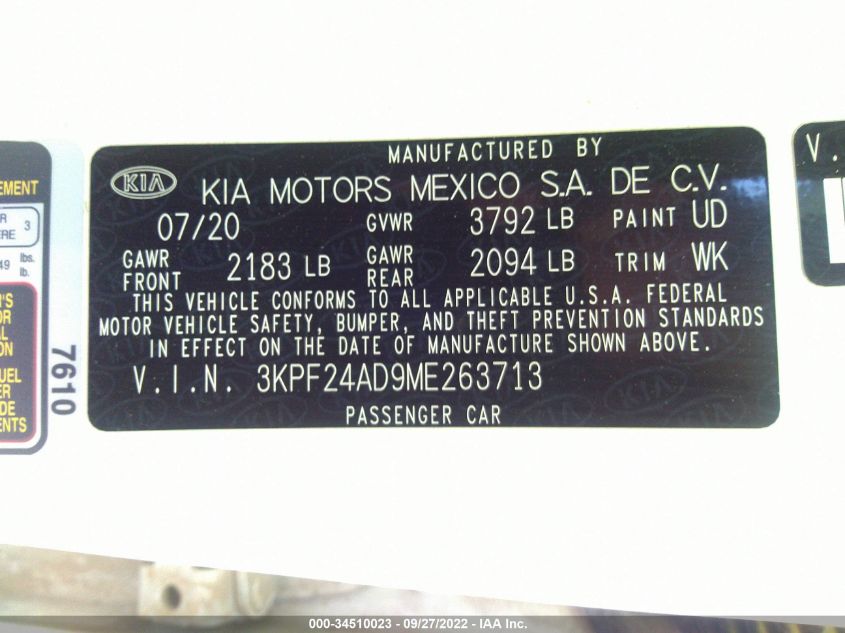 MANUFACTURED BY
KIA KIA MOTORS MEXICO S.A. DE C.V.
07/20 GVWR 3792 LB PAINT UD
GAWR FRONT 2183 LB GAWR REAR 2094 LB TRIM WK
THIS VEHICLE CONFORMS TO ALL APPLICABLE U.S.A. FEDERAL
MOTOR VEHICLE SAFETY, BUMPER, AND THEFT PREVENTION STANDARDS
IN EFFECT ON THE DATE OF MANUFACTURE SHOWN ABOVE.
V.I.N. 3KPF24AD9ME263713
PASSENGER CAR
7610
3
lbs.
lb.
V.
000-34510023 - 09/27/2022 - IAA Inc.